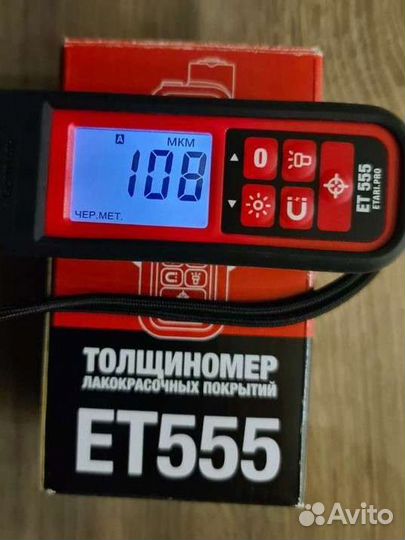 A
МКМ
108
ЧЕР.МЕТ.
0
ET 555
ETARI.PRO
ТОЛЩИНОМЕР
ЛАКОКРАСОЧНЫХ ПОКРЫТИЙ
ET555
Avito